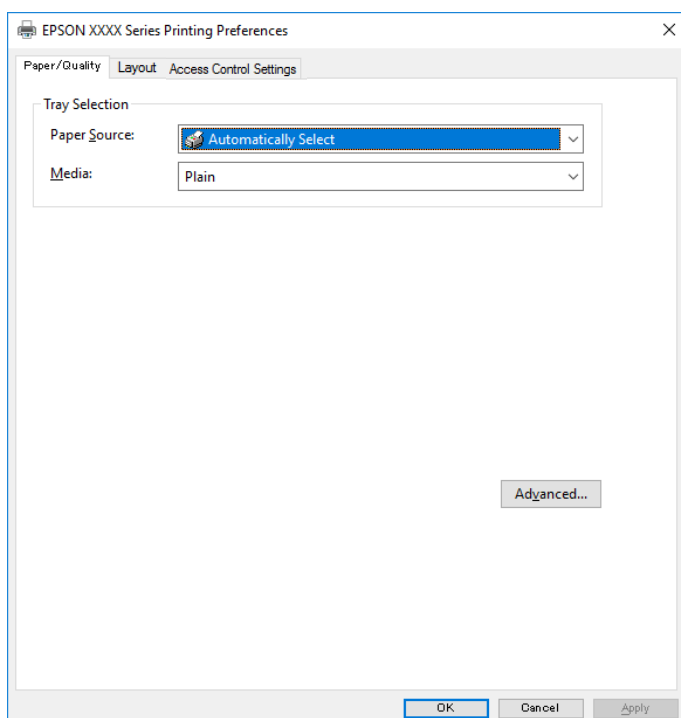 EPSON XXXX Series Printing Preferences
Paper/Quality Layout Access Control Settings
Tray Selection
Paper Source: Automatically Select
Media: Plain
Advanced...
OK Cancel Apply